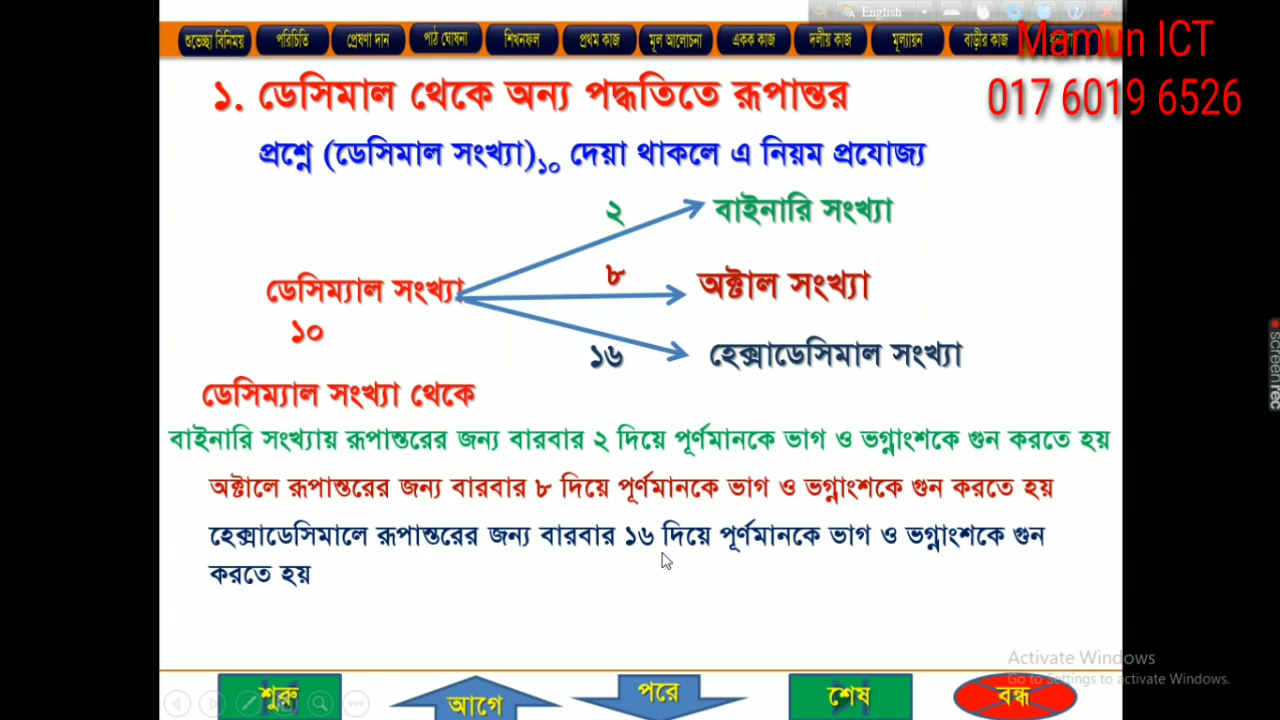 English
শুভেচ্ছা বিনিময় পরিচিতি প্রেষণা দান পাঠ ঘোষনা শিখনফল প্রথম কাজ মূল আলোচনা একক কাজ দলীয় কাজ মূল্যায়ন বাড়ীর কাজ
Mamun ICT
017 6019 6526
১. ডেসিমাল থেকে অন্য পদ্ধতিতে রূপান্তর
প্রশ্নে (ডেসিমাল সংখ্যা)১০ দেয়া থাকলে এ নিয়ম প্রযোজ্য
২ বাইনারি সংখ্যা
ডেসিম্যাল সংখ্যা ৮ অক্টাল সংখ্যা
১০
১৬ হেক্সাডেসিমাল সংখ্যা
ডেসিম্যাল সংখ্যা থেকে
বাইনারি সংখ্যায় রূপান্তরের জন্য বারবার ২ দিয়ে পূর্ণমানকে ভাগ ও ভগ্নাংশকে গুন করতে হয়
অক্টালে রূপান্তরের জন্য বারবার ৮ দিয়ে পূর্ণমানকে ভাগ ও ভগ্নাংশকে গুন করতে হয়
হেক্সাডেসিমালে রূপান্তরের জন্য বারবার ১৬ দিয়ে পূর্ণমানকে ভাগ ও ভগ্নাংশকে গুন
করতে হয়
screenrec
Activate Windows
Go to Settings to activate Windows.
শুরু আগে পরে শেষ বন্ধ